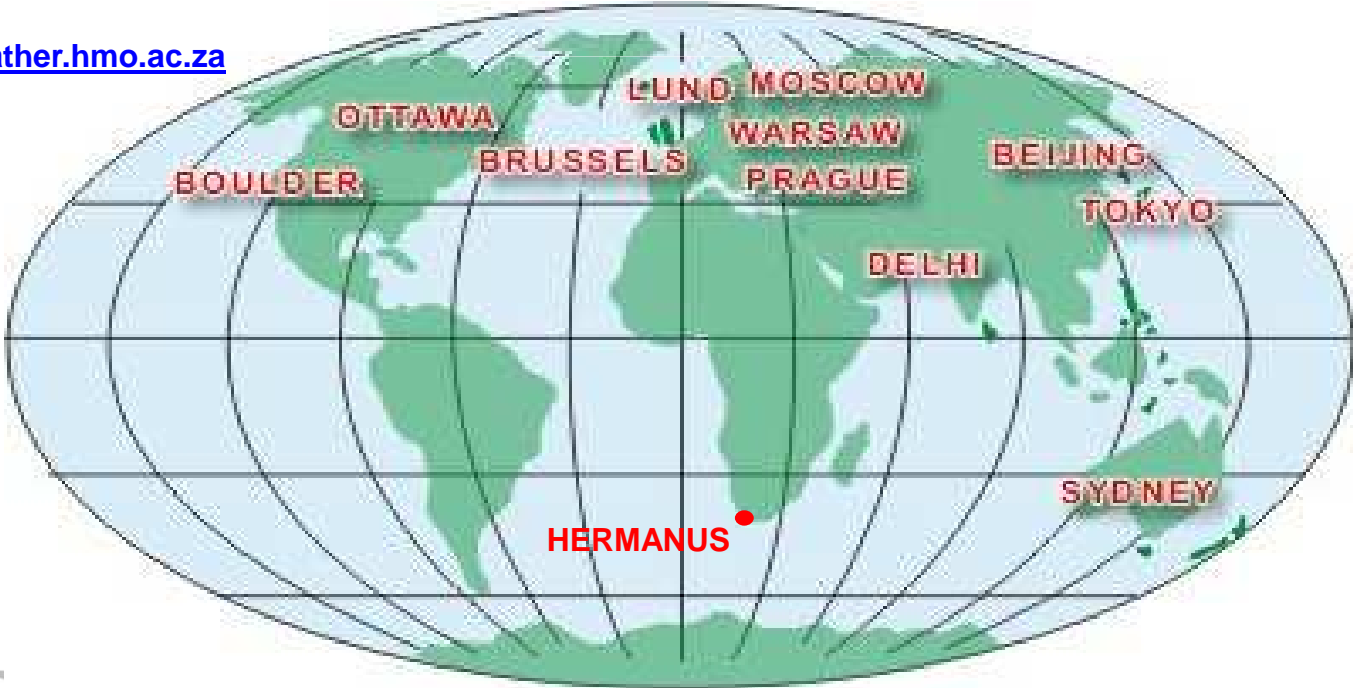 ather.hmo.ac.za
LUND
MOSCOW
OTTAWA
WARSAW
BRUSSELS
BEIJING
BOULDER
PRAGUE
TOKYO
DELHI
SYDNEY
HERMANUS